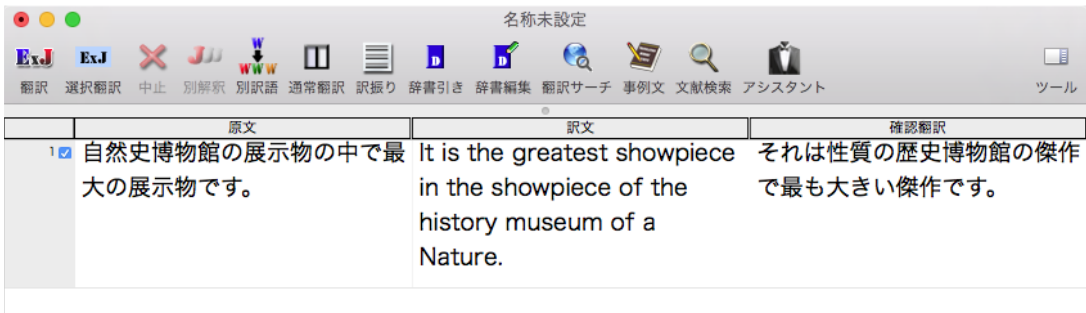 名称未設定
ExJ ExJ J W WWW D D
翻訳 選択翻訳 中止 別解釈 別訳語 通常翻訳 訳振り 辞書引き 辞書編集 翻訳サーチ 事例文 文献検索 アシスタント ツール
原文 訳文 確認翻訳
1 自然史博物館の展示物の中で最 It is the greatest showpiece それは性質の歴史博物館の傑作
大の展示物です。 in the showpiece of the で最も大きい傑作です。
history museum of a
Nature.